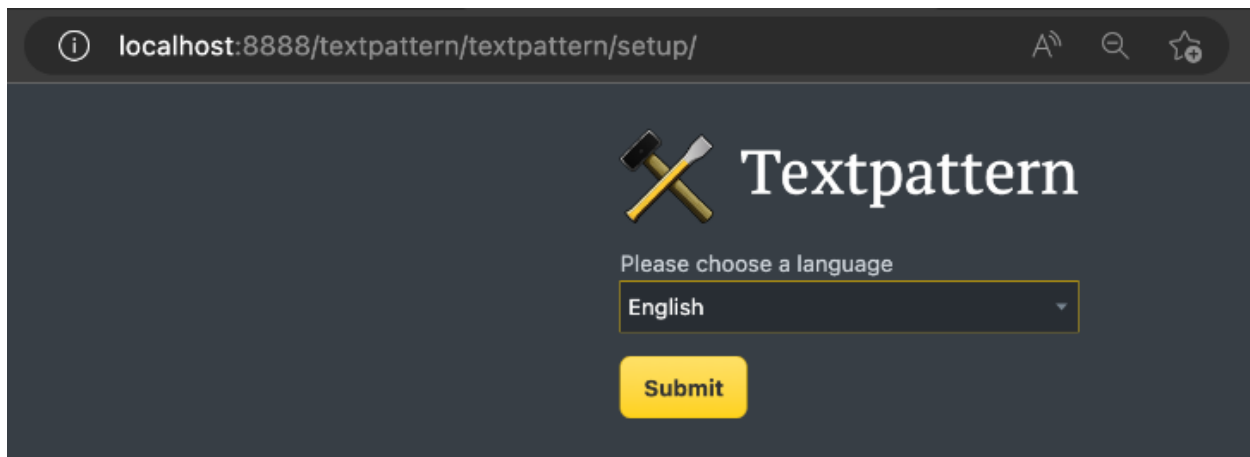 localhost:8888/textpattern/textpattern/setup/
Textpattern
Please choose a language
English
Submit